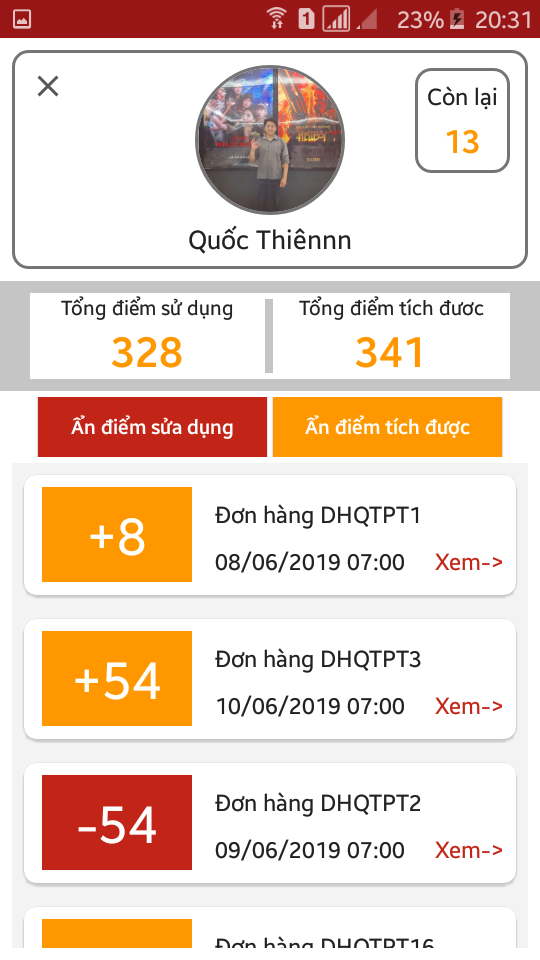 1 23% 20:31
Còn lại
13
Quốc Thiênnn
Tổng điểm sử dụng
328
Tổng điểm tích đươc
341
Ẩn điểm sửa dụng
Ẩn điểm tích được
+8
Đơn hàng DHQTPT1
08/06/2019 07:00 Xem->
+54
Đơn hàng DHQTPT3
10/06/2019 07:00 Xem->
-54
Đơn hàng DHQTPT2
09/06/2019 07:00 Xem->
Đơn hàng DHQTPT16